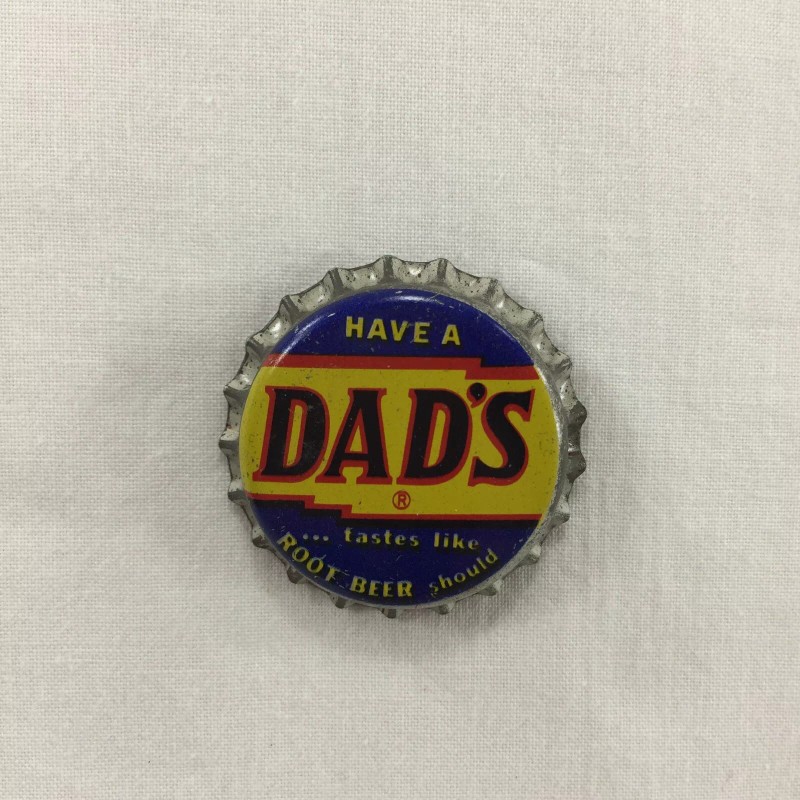 HAVE A
DAD'S
®
... tastes like
ROOT BEER should